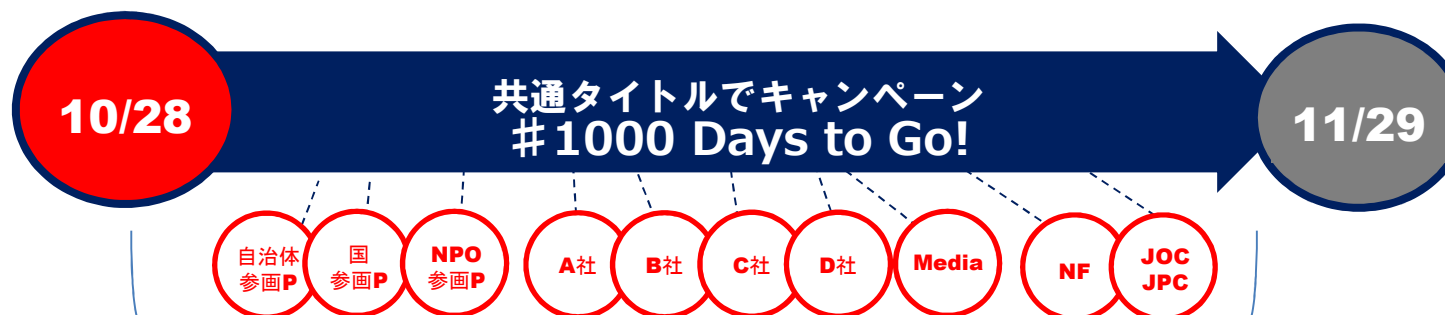 10/28
共通タイトルでキャンペーン
♯1000 Days to Go!
11/29
自治体
参画P
国
参画P
NPO
参画P
A社
B社
C社
D社
Media
NF
JOC
JPC